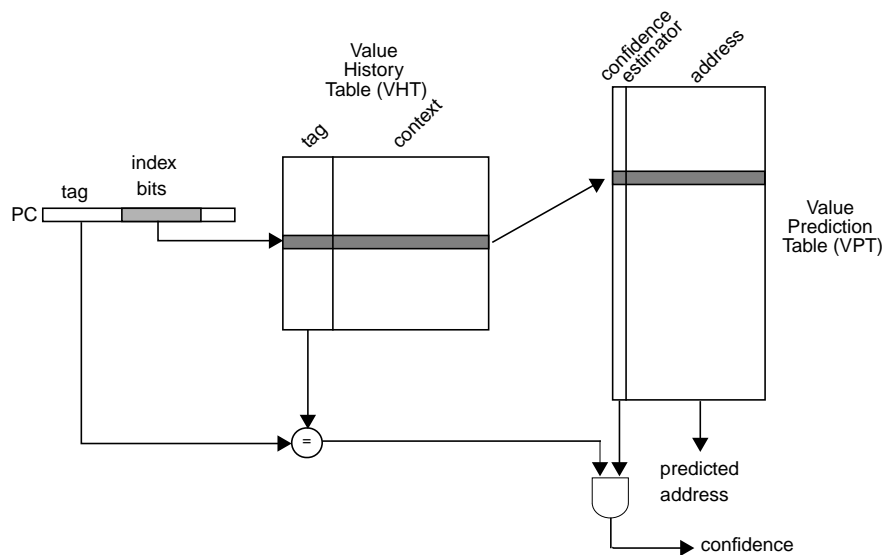 Value
History
Table (VHT)
tag
context
confidence
estimator
address
index
bits
tag
PC
Value
Prediction
Table (VPT)
=
predicted
address
confidence